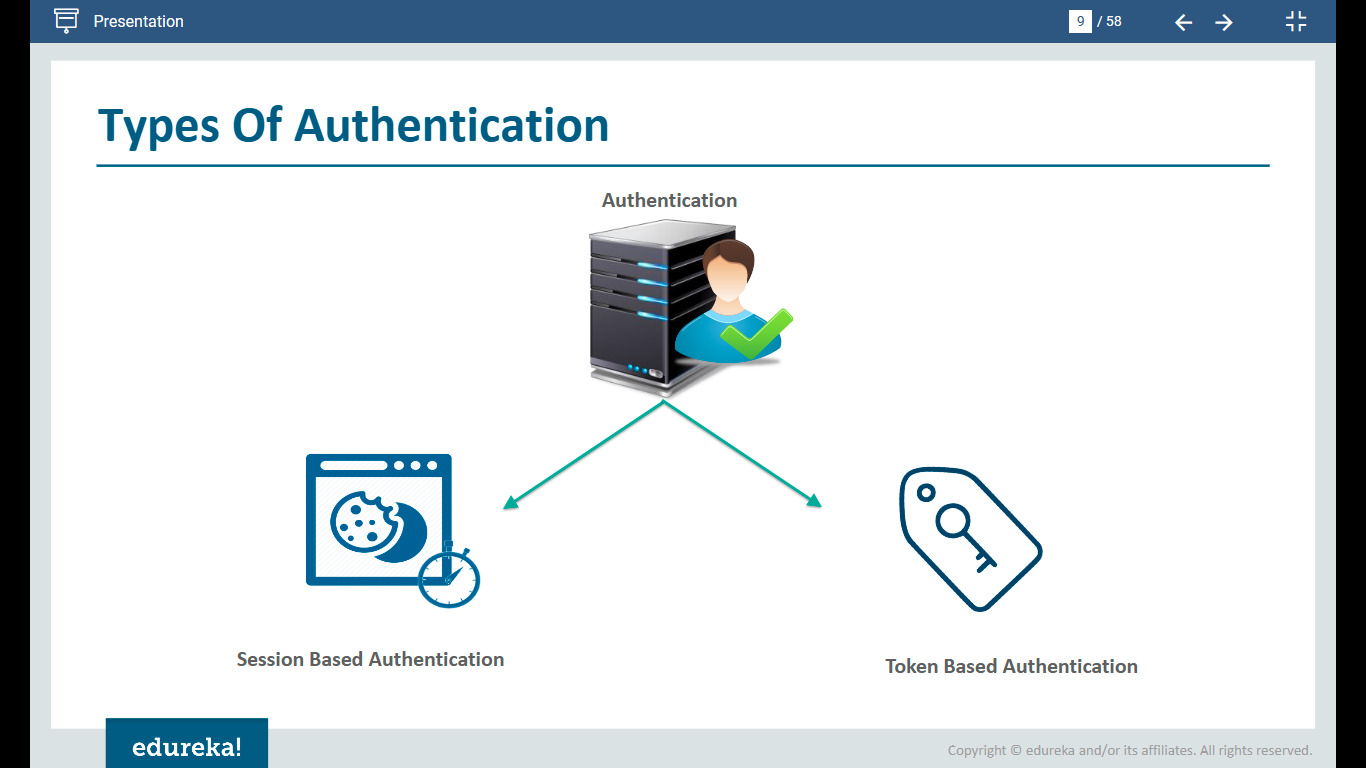 Presentation
9 / 58
Types Of Authentication
Authentication
Session Based Authentication
Token Based Authentication
edureka!
Copyright © edureka and/or its affiliates. All rights reserved.